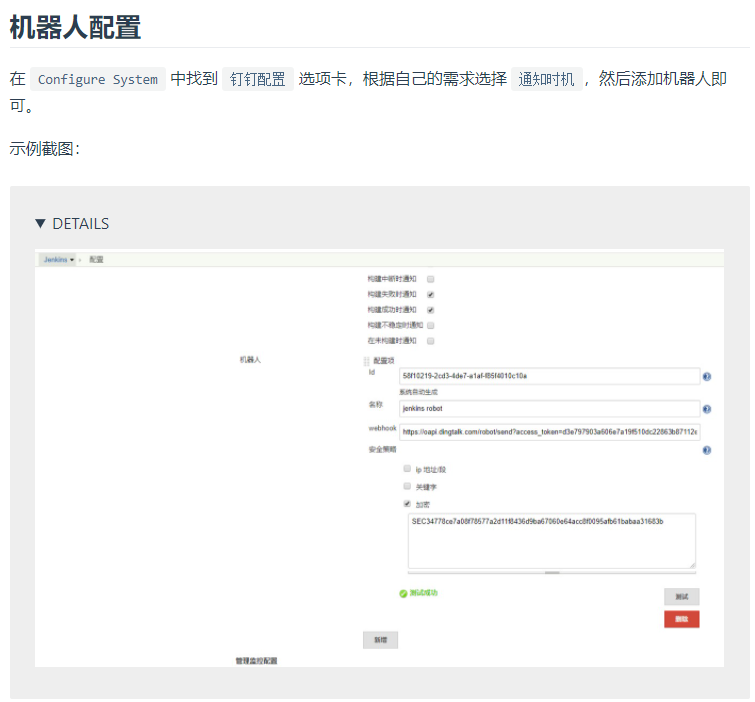 机器人配置
在 Configure System 中找到 钉钉配置 选项卡，根据自己的需求选择 通知时机 ，然后添加机器人即
可。
示例截图：
▼ DETAILS
Jenkins ▾ › 配置
构建中断时通知
构建失败时通知
构建成功时通知
构建不稳定时通知
在未构建时通知
机器人
配置项
Id 58f10219-2cd3-4de7-a1af-f85f4010c10a
系统自动生成
名称 jenkins robot
webhook https://oapi.dingtalk.com/robot/send?access_token=d3e797903a606e7a19f510dc22863b87112e
安全策略
ip 地址/段
关键字
加密
SEC34778ce7a08f78577a2d11f8436d9ba67060e64acc8f0095afb61babaa31683b
测试成功
测试
删除
新增
管理监控配置